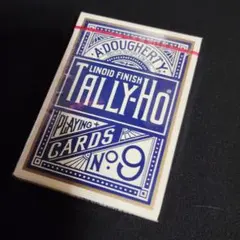 A. DOUGHERTY
LINOID FINISH
TALLY-HO
PLAYING
CARDS
No. 9